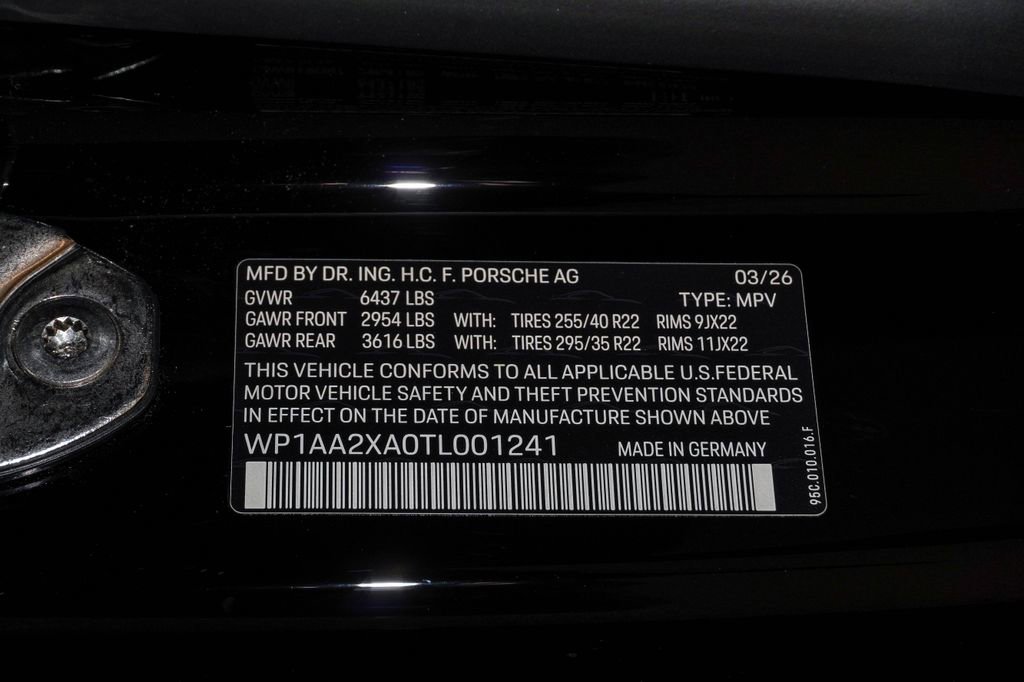 MFD BY DR. ING. H.C. F. PORSCHE AG 03/26
GVWR 6437 LBS TYPE: MPV
GAWR FRONT 2954 LBS WITH: TIRES 255/40 R22 RIMS 9JX22
GAWR REAR 3616 LBS WITH: TIRES 295/35 R22 RIMS 11JX22
THIS VEHICLE CONFORMS TO ALL APPLICABLE U.S.FEDERAL
MOTOR VEHICLE SAFETY AND THEFT PREVENTION STANDARDS
IN EFFECT ON THE DATE OF MANUFACTURE SHOWN ABOVE
WP1AA2XA0TL001241 MADE IN GERMANY
95C.010.016.F